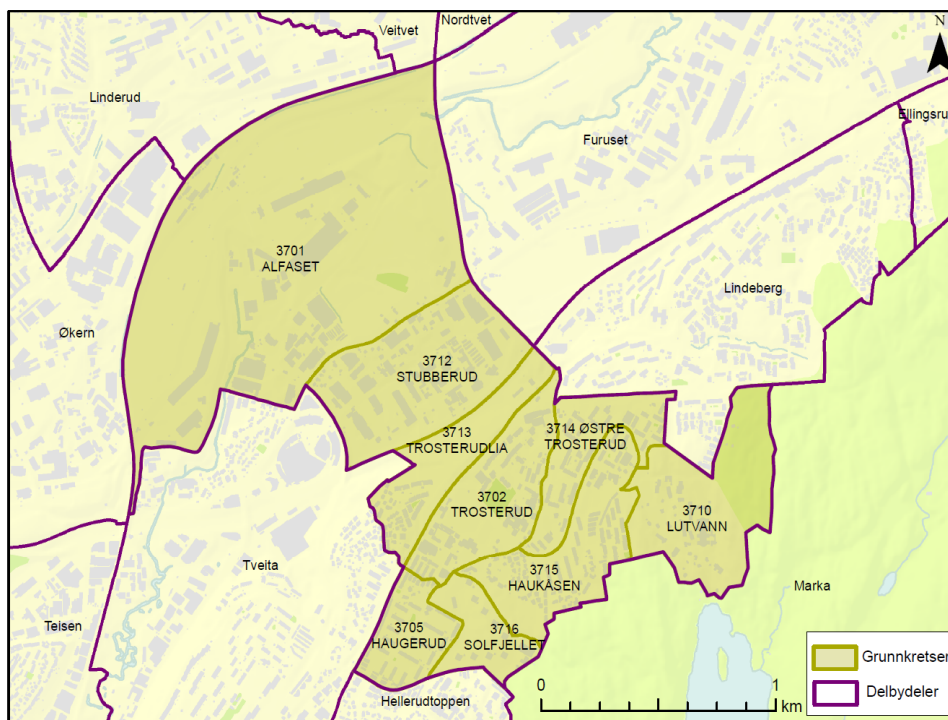 Nordtvet
Veitvet
N
Linderud
Ellingsru
Furuset
3701
ALFASET
Lindeberg
Økern
3712
STUBBERUD
3713
TROSTERUDLIA
3714 ØSTRE
TROSTERUD
3702
TROSTERUD
3710
LUTVANN
Tveita
3715
HAUKÅSEN
Marka
Teisen
3705
HAUGERUD
3716
SOLFJELLET
Hellerudtoppen
0
1
km
Grunnkretser
Delbydeler